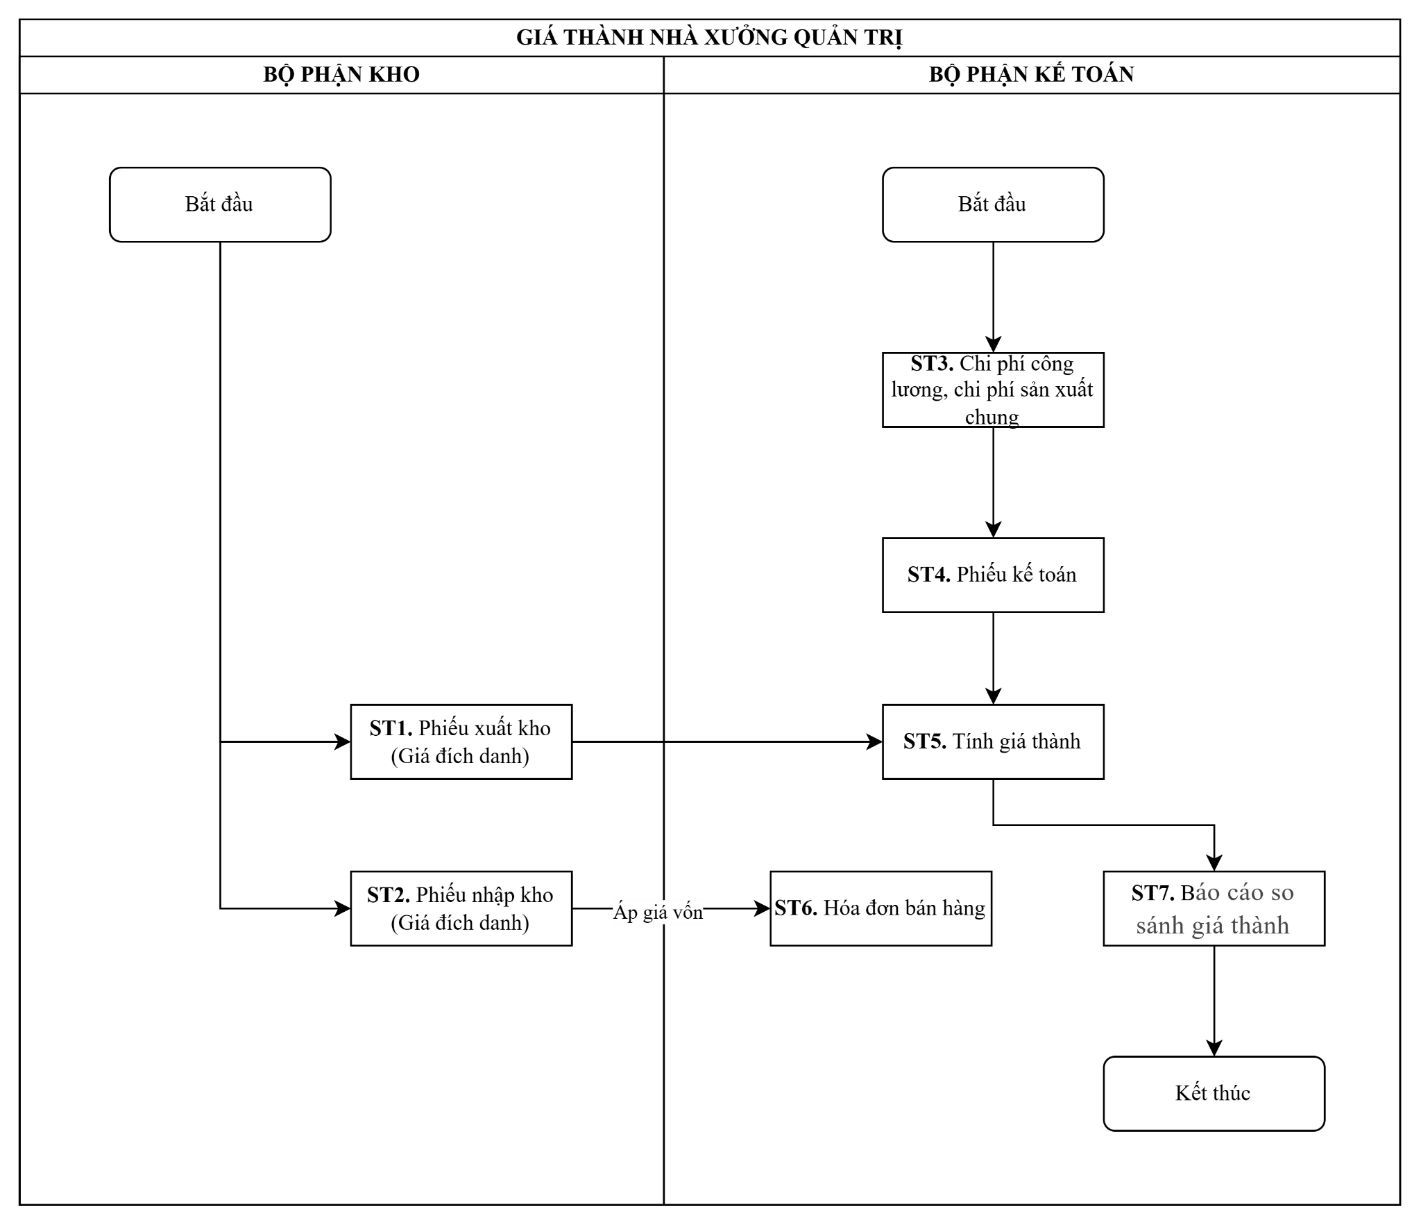 GIÁ THÀNH NHÀ XƯỞNG QUẢN TRỊ
BỘ PHẬN KHO
BỘ PHẬN KẾ TOÁN
Bắt đầu
Bắt đầu
ST3. Chi phí công
lương, chi phí sản xuất
chung
ST4. Phiếu kế toán
ST1. Phiếu xuất kho
(Giá đích danh)
ST5. Tính giá thành
ST2. Phiếu nhập kho
(Giá đích danh)
Áp giá vốn
ST6. Hóa đơn bán hàng
ST7. Báo cáo so
sánh giá thành
Kết thúc